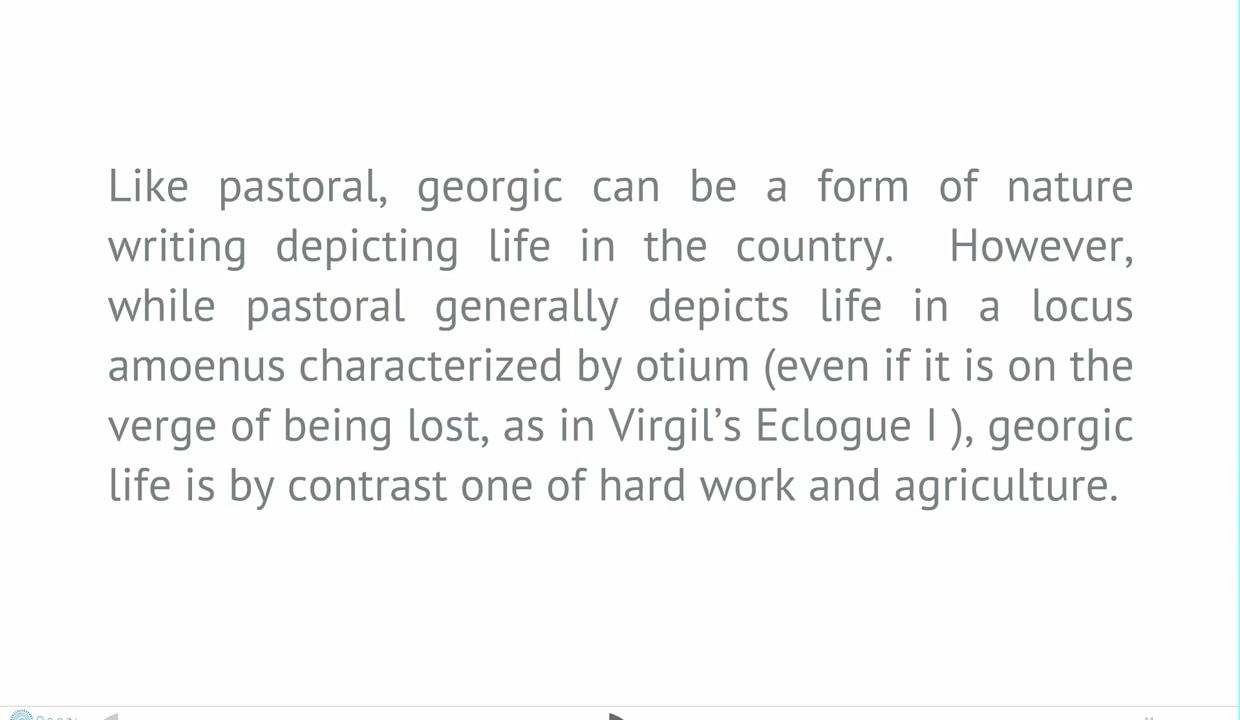 Like pastoral, georgic can be a form of nature
writing depicting life in the country. However,
while pastoral generally depicts life in a locus
amoenus characterized by otium (even if it is on the
verge of being lost, as in Virgil’s Eclogue I ), georgic
life is by contrast one of hard work and agriculture.